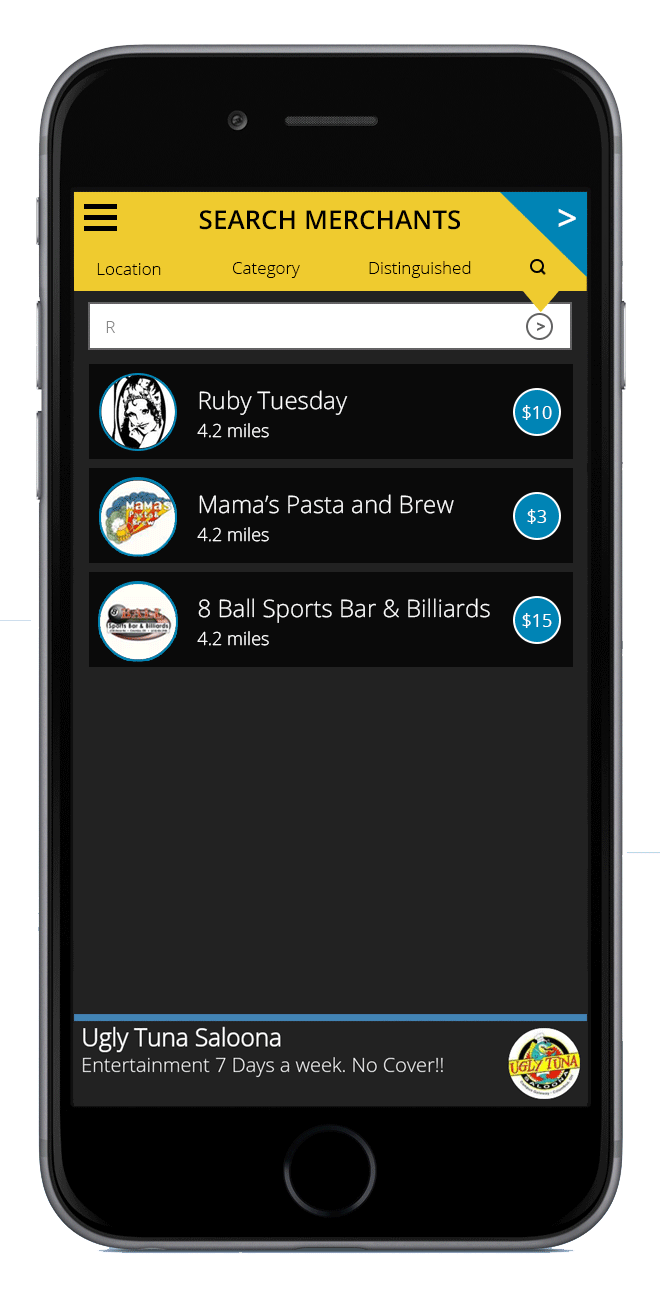 SEARCH MERCHANTS >
Location Category Distinguished
R >
Ruby Tuesday
4.2 miles
$10
MAMA'S
Pasta &
Brew
Mama’s Pasta and Brew
4.2 miles
$3
8 BALL
Sports Bar & Billiards
8 Ball Sports Bar & Billiards
4.2 miles
$15
Ugly Tuna Saloona
Entertainment 7 Days a week. No Cover!!
UGLY TUNA
SALOONA